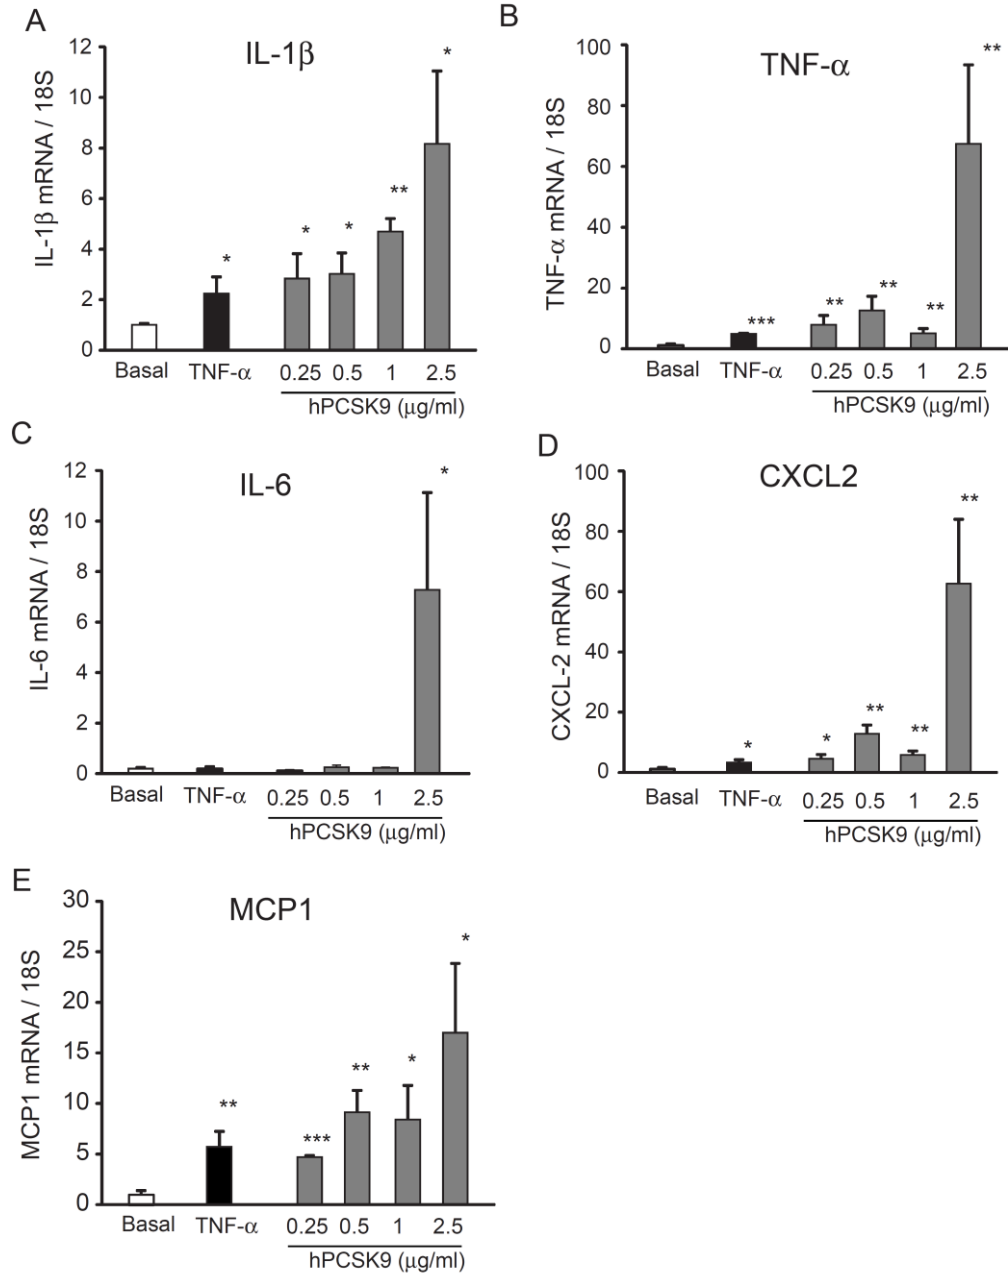 A
IL-1β
IL-1β mRNA / 18S
12
10
8
6
4
2
0
*
*
*
**
*
Basal TNF-α 0.25 0.5 1 2.5
hPCSK9 (μg/ml)
B
TNF-α
TNF-α mRNA / 18S
100
80
60
40
20
0
***
**
**
**
**
Basal TNF-α 0.25 0.5 1 2.5
hPCSK9 (μg/ml)
C
IL-6
IL-6 mRNA / 18S
12
10
8
6
4
2
0
*
Basal TNF-α 0.25 0.5 1 2.5
hPCSK9 (μg/ml)
D
CXCL2
CXCL-2 mRNA / 18S
100
80
60
40
20
0
*
*
**
**
**
Basal TNF-α 0.25 0.5 1 2.5
hPCSK9 (μg/ml)
E
MCP1
MCP1 mRNA / 18S
30
25
20
15
10
5
0
**
***
**
*
*
Basal TNF-α 0.25 0.5 1 2.5
hPCSK9 (μg/ml)